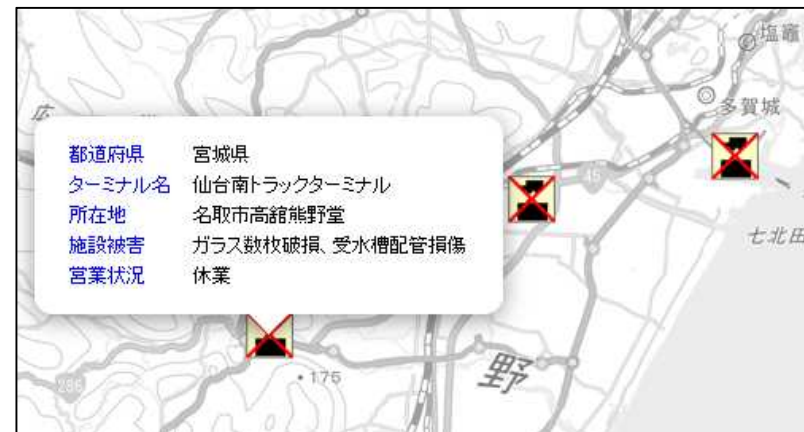 塩竈
多賀城
都道府県 宮城県
ターミナル名 仙台南トラックターミナル
所在地 名取市高舘熊野堂
施設被害 ガラス数枚破損、受水槽配管損傷
営業状況 休業
45
七北田
286
・175
野